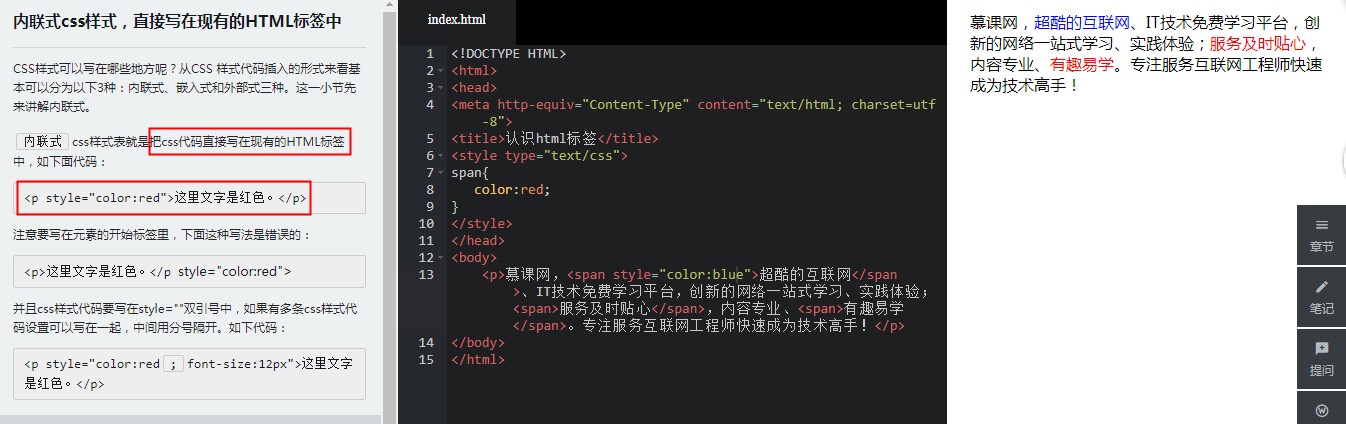 内联式css样式，直接写在现有的HTML标签中
CSS样式可以写在哪些地方呢？从CSS 样式代码插入的形式来看基
本可以分为以下3种：内联式、嵌入式和外部式三种。这一小节先
来讲解内联式。
内联式 css样式表就是把css代码直接写在现有的HTML标签
中，如下面代码：
<p style="color:red">这里文字是红色。</p>
注意要写在元素的开始标签里，下面这种写法是错误的：
<p>这里文字是红色。</p style="color:red">
并且css样式代码要写在style=""双引号中，如果有多条css样式代
码设置可以写在一起，中间用分号隔开。如下代码：
<p style="color:red ; font-size:12px">这里文字
是红色。</p>
index.html
1 <!DOCTYPE HTML>
2 <html>
3 <head>
4 <meta http-equiv="Content-Type" content="text/html; charset=utf
-8">
5 <title>认识html标签</title>
6 <style type="text/css">
7 span{
8 color:red;
9 }
10 </style>
11 </head>
12 <body>
13 <p>慕课网，<span style="color:blue">超酷的互联网</span
>、IT技术免费学习平台，创新的网络一站式学习、实践体验；
<span>服务及时贴心</span>，内容专业、<span>有趣易学
</span>。专注服务互联网工程师快速成为技术高手！</p>
14 </body>
15 </html>
慕课网，超酷的互联网、IT技术免费学习平台，创
新的网络一站式学习、实践体验；服务及时贴心，
内容专业、有趣易学。专注服务互联网工程师快速
成为技术高手！
章节
笔记
提问
W